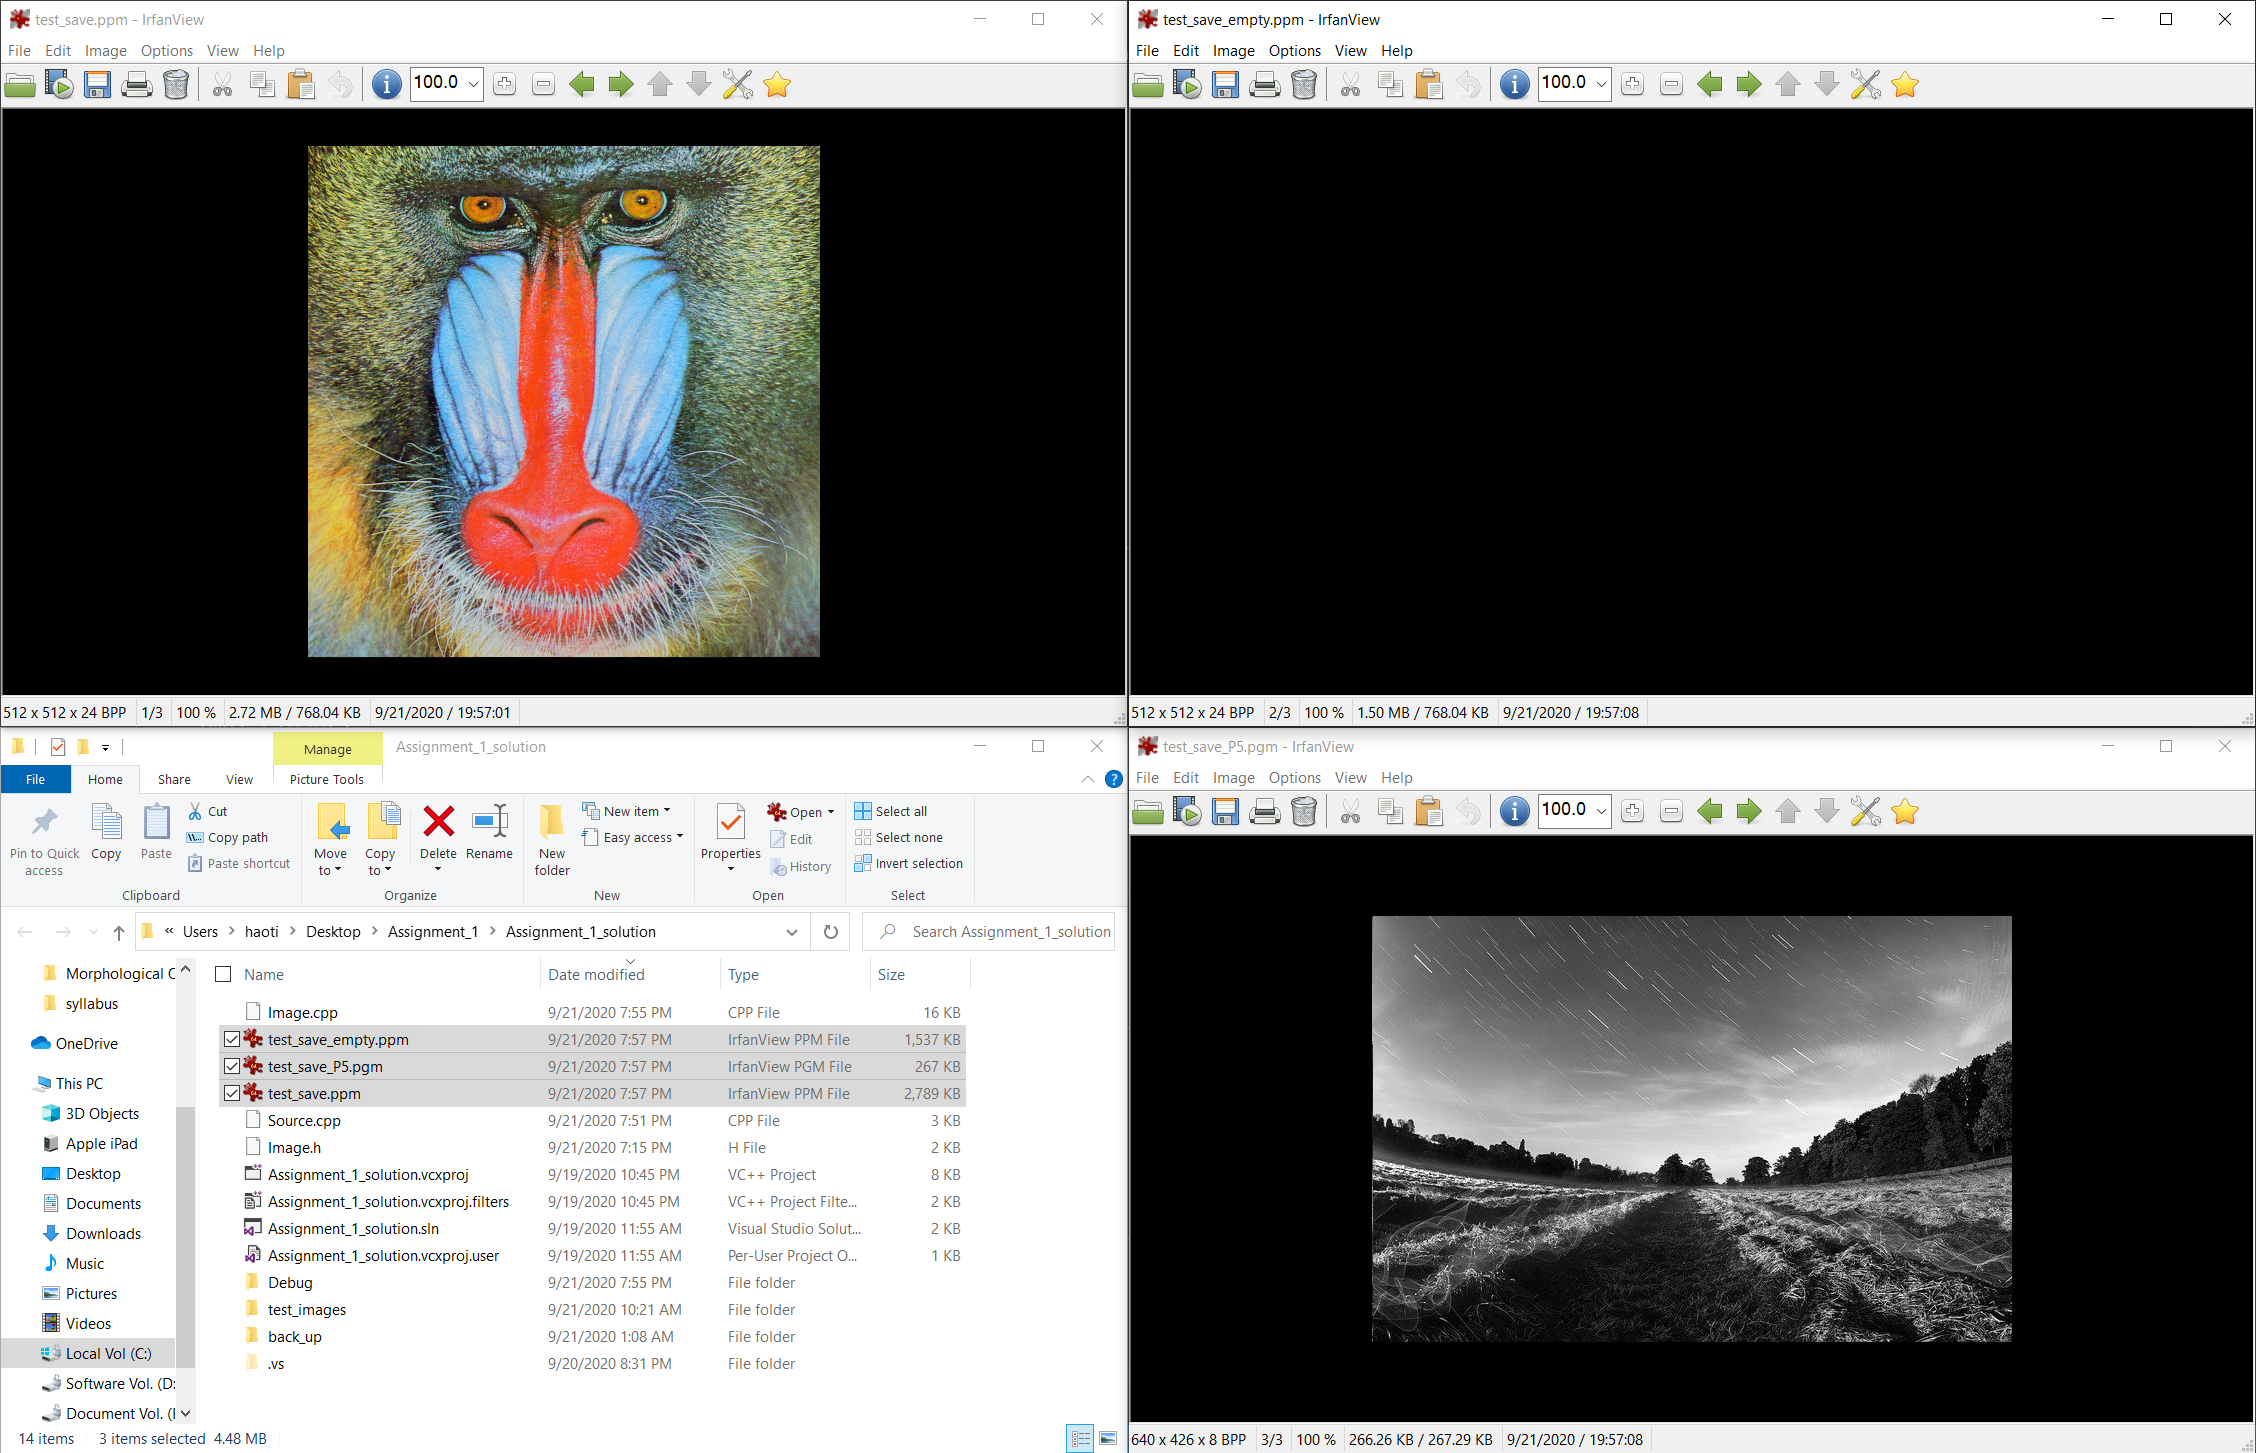 test_save.ppm - IrfanView
File Edit Image Options View Help
100.0
512 x 512 x 24 BPP 1/3 100 % 2.72 MB / 768.04 KB 9/21/2020 / 19:57:01
test_save_empty.ppm - IrfanView
File Edit Image Options View Help
100.0
512 x 512 x 24 BPP 2/3 100 % 1.50 MB / 768.04 KB 9/21/2020 / 19:57:08
Manage Assignment_1_solution
File Home Share View Picture Tools
Pin to Quick access
Copy
Paste
Cut
Copy path
Paste shortcut
Clipboard
Move to
Copy to
Delete
Rename
Organize
New folder
New item
Easy access
New
Properties
Open
Edit
History
Open
Select all
Select none
Invert selection
Select
« Users > haoti > Desktop > Assignment_1 > Assignment_1_solution
Search Assignment_1_solution
Morphological C
syllabus
OneDrive
This PC
3D Objects
Apple iPad
Desktop
Documents
Downloads
Music
Pictures
Videos
Local Vol (C:)
Software Vol. (D:
Document Vol. (
Name Date modified Type Size
Image.cpp 9/21/2020 7:55 PM CPP File 16 KB
test_save_empty.ppm 9/21/2020 7:57 PM IrfanView PPM File 1,537 KB
test_save_P5.pgm 9/21/2020 7:57 PM IrfanView PGM File 267 KB
test_save.ppm 9/21/2020 7:57 PM IrfanView PPM File 2,789 KB
Source.cpp 9/21/2020 7:51 PM CPP File 3 KB
Image.h 9/21/2020 7:15 PM H File 2 KB
Assignment_1_solution.vcxproj 9/19/2020 10:45 PM VC++ Project 8 KB
Assignment_1_solution.vcxproj.filters 9/19/2020 10:45 PM VC++ Project Filte... 2 KB
Assignment_1_solution.sln 9/19/2020 11:55 AM Visual Studio Solut... 2 KB
Assignment_1_solution.vcxproj.user 9/19/2020 11:55 AM Per-User Project O... 1 KB
Debug 9/21/2020 7:55 PM File folder
test_images 9/21/2020 10:21 AM File folder
back_up 9/21/2020 1:08 AM File folder
.vs 9/20/2020 8:31 PM File folder
14 items 3 items selected 4.48 MB
test_save_P5.pgm - IrfanView
File Edit Image Options View Help
100.0
640 x 426 x 8 BPP 3/3 100 % 266.26 KB / 267.29 KB 9/21/2020 / 19:57:08